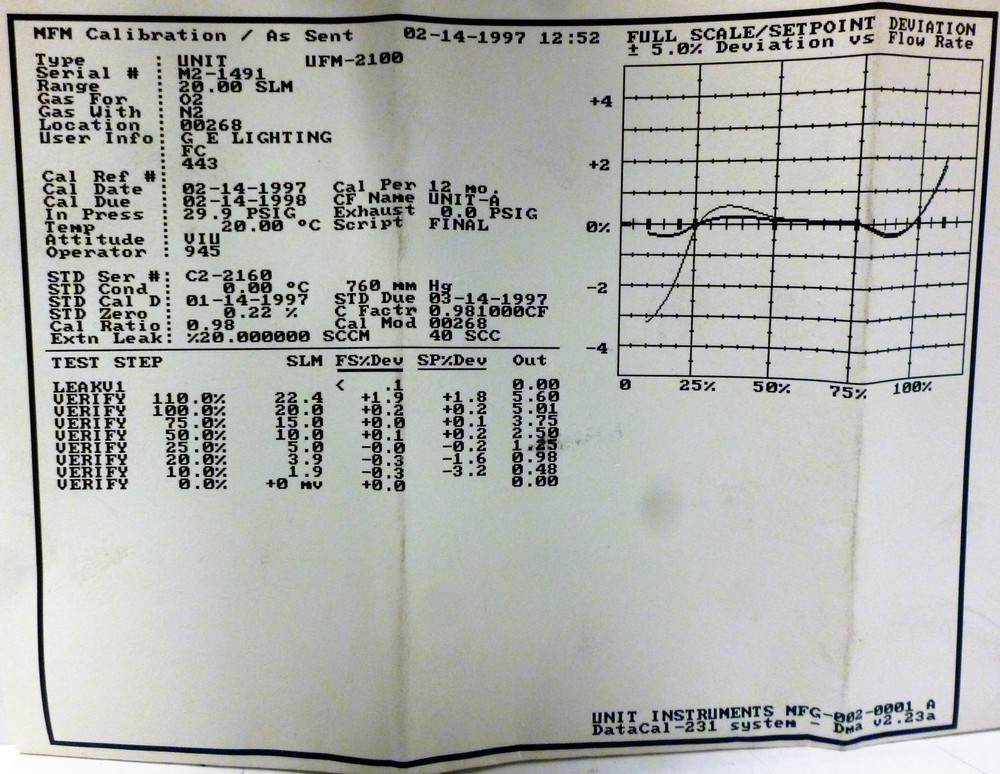 MFM Calibration / As Sent 02-14-1997 12:52
FULL SCALE/SETPOINT DEVIATION
± 5.0% Deviation vs Flow Rate
Type : UNIT UFM-2100
Serial # : M2-1491
Range : 20.00 SLM
Gas For : O2
Gas With : N2
Location : 00268
User Info: G E LIGHTING
: FC
: 443
Cal Ref #:
Cal Date : 02-14-1997 Cal Per 12 mo.
Cal Due : 02-14-1998 CF Name UNIT-A
In Press : 29.9 PSIG Exhaust 0.0 PSIG
Temp : 20.00 °C Script FINAL
Attitude : VIU
Operator : 945
STD Ser #: C2-2160
STD Cond : 0.00 °C 760 mm Hg
STD Cal D: 01-14-1997 STD Due 03-14-1997
STD Zero : 0.22 % C Factr 0.981000CF
Cal Ratio: 0.98 Cal Mod 00268
Extn Leak: %20.000000 SCCM 40 SCC
TEST STEP SLM FS%Dev SP%Dev Out
LEAKV1 < .1 0.00
VERIFY 110.0% 22.4 +1.9 +1.8 5.60
VERIFY 100.0% 20.0 +0.2 +0.2 5.01
VERIFY 75.0% 15.0 +0.0 +0.1 3.75
VERIFY 50.0% 10.0 +0.1 +0.2 2.50
VERIFY 25.0% 5.0 -0.0 -0.2 1.25
VERIFY 20.0% 3.9 -0.3 -1.6 0.98
VERIFY 10.0% 1.9 -0.3 -3.2 0.48
VERIFY 0.0% +0 mv +0.0 0.00
+4
+2
0%
-2
-4
0 25% 50% 75% 100%
UNIT INSTRUMENTS MFG-002-0001 A
DataCal-231 system - Dma v2.23a